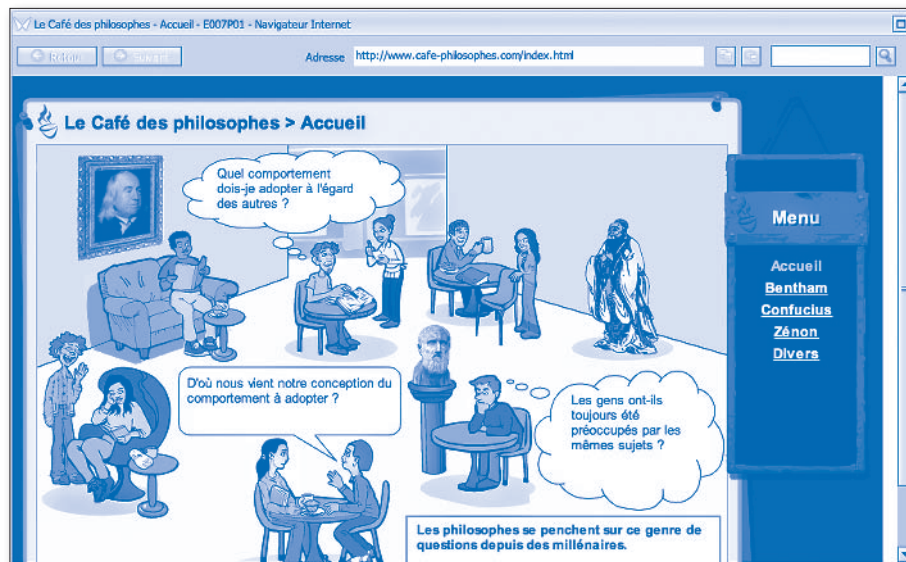 Le Café des philosophes - Accueil - E007P01 - Navigateur Internet
Retour
Suivant
Adresse
http://www.cafe-philosophes.com/index.html
Le Café des philosophes > Accueil
Quel comportement
dois-je adopter à l'égard
des autres ?
Menu
Accueil
Bentham
Confucius
Zénon
Divers
D'où nous vient notre conception du
comportement à adopter ?
Les gens ont-ils
toujours été
préoccupés par les
mêmes sujets ?
Les philosophes se penchent sur ce genre de
questions depuis des millénaires.